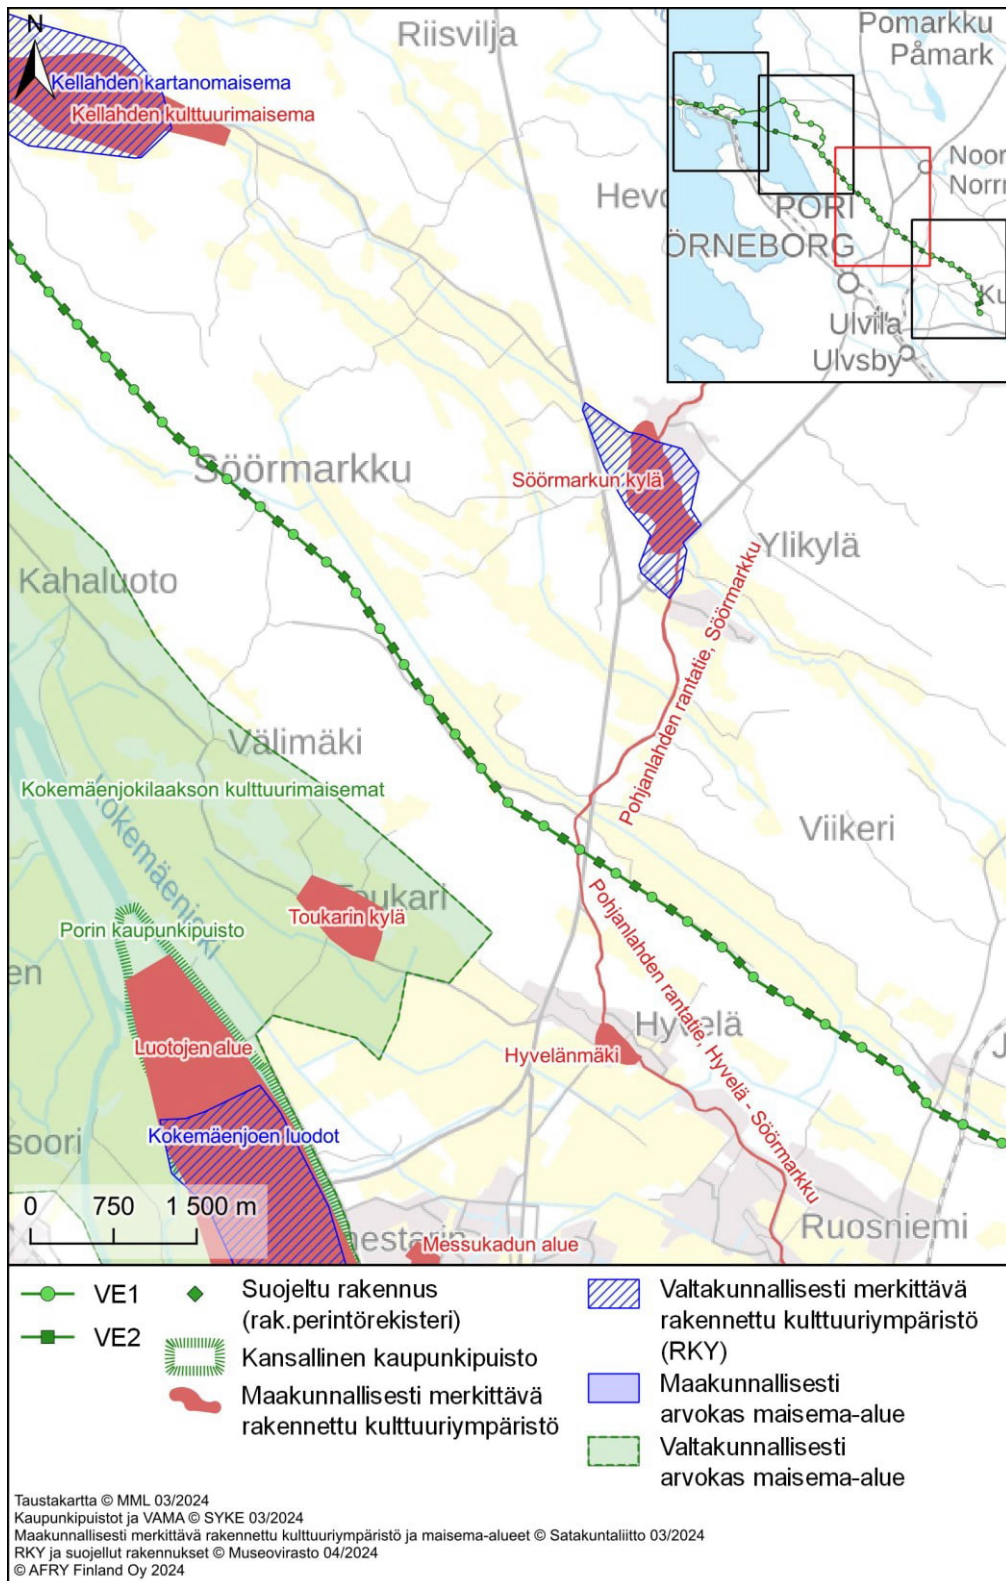 N
Riisvilja
Kellahden kartanomaisema
Kellahden kulttuurimaisema
Pomarkku
Påmark
PORI
ÖRNEBORG
Ulvila
Ulvsby
Söörmarkku
Söörmarkun kylä
Ylikylä
Kahaluoto
Pohjanlahden rantatie, Söörmarkku
Välimäki
Kokemäenjokilaakson kulttuurimaisemat
Viikeri
Toukarin kylä
Porin kaupunkipuisto
Pohjanlahden rantatie, Hyvelä - Söörmarkku
Hyvelä
Luotojen alue
Hyvelänmäki
Kokemäenjoen luodot
soori
0 750 1 500 m
Messukadun alue
Ruosniemi
VE1
VE2
Suojeltu rakennus
(rak.perintörekisteri)
Kansallinen kaupunkipuisto
Maakunnallisesti merkittävä
rakennettu kulttuuriympäristö
Valtakunnallisesti merkittävä
rakennettu kulttuuriympäristö
(RKY)
Maakunnallisesti
arvokas maisema-alue
Valtakunnallisesti
arvokas maisema-alue
Taustakartta © MML 03/2024
Kaupunkipuistot ja VAMA © SYKE 03/2024
Maakunnallisesti merkittävä rakennettu kulttuuriympäristö ja maisema-alueet © Satakuntaliitto 03/2024
RKY ja suojellut rakennukset © Museovirasto 04/2024
© AFRY Finland Oy 2024